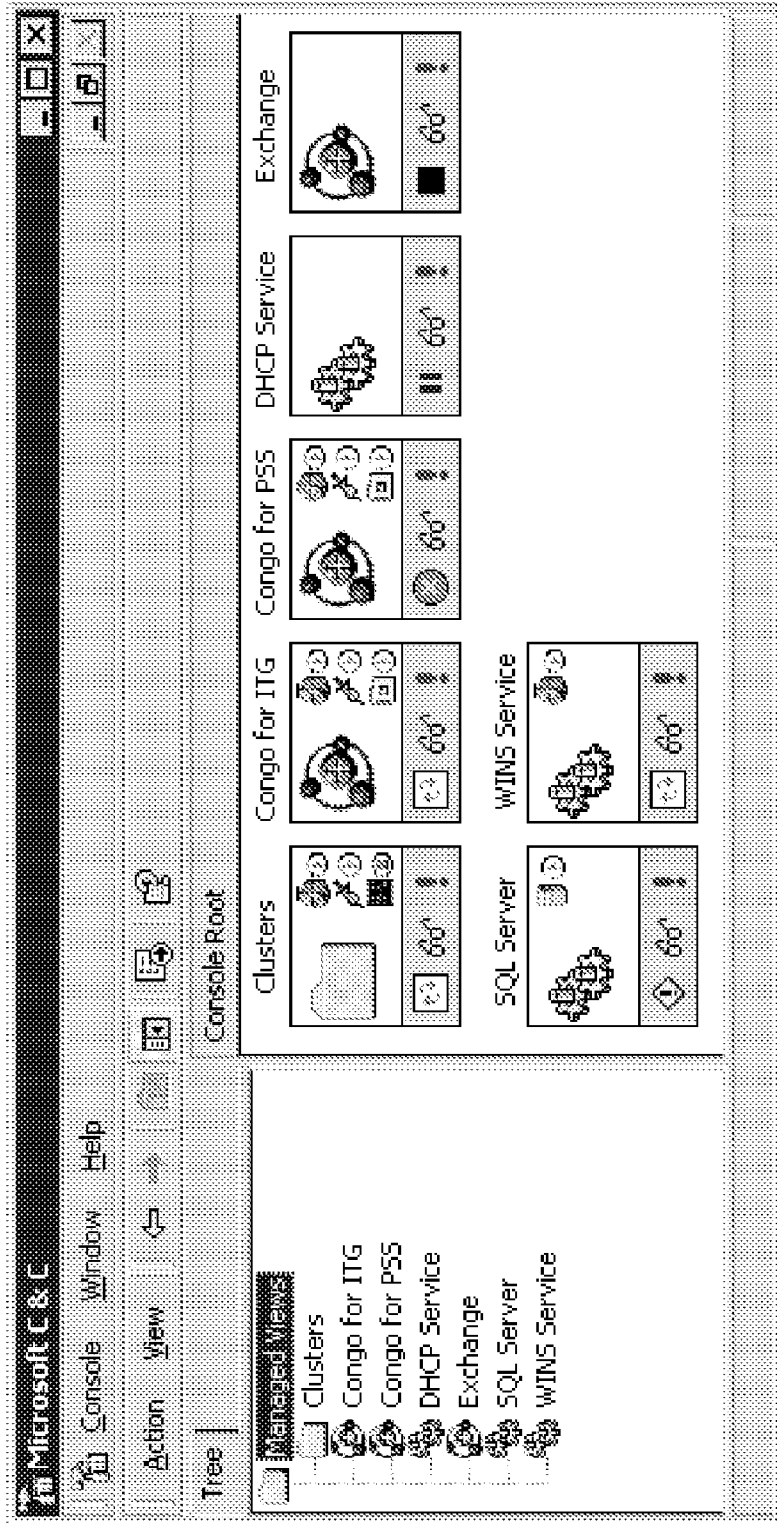 Microsoft C & C
Console Window Help
Action View
Tree
Managed Views
Clusters
Congo for ITG
Congo for PSS
DHCP Service
Exchange
SQL Server
WINS Service
Console Root
Clusters Congo for ITG Congo for PSS DHCP Service Exchange
SQL Server WINS Service